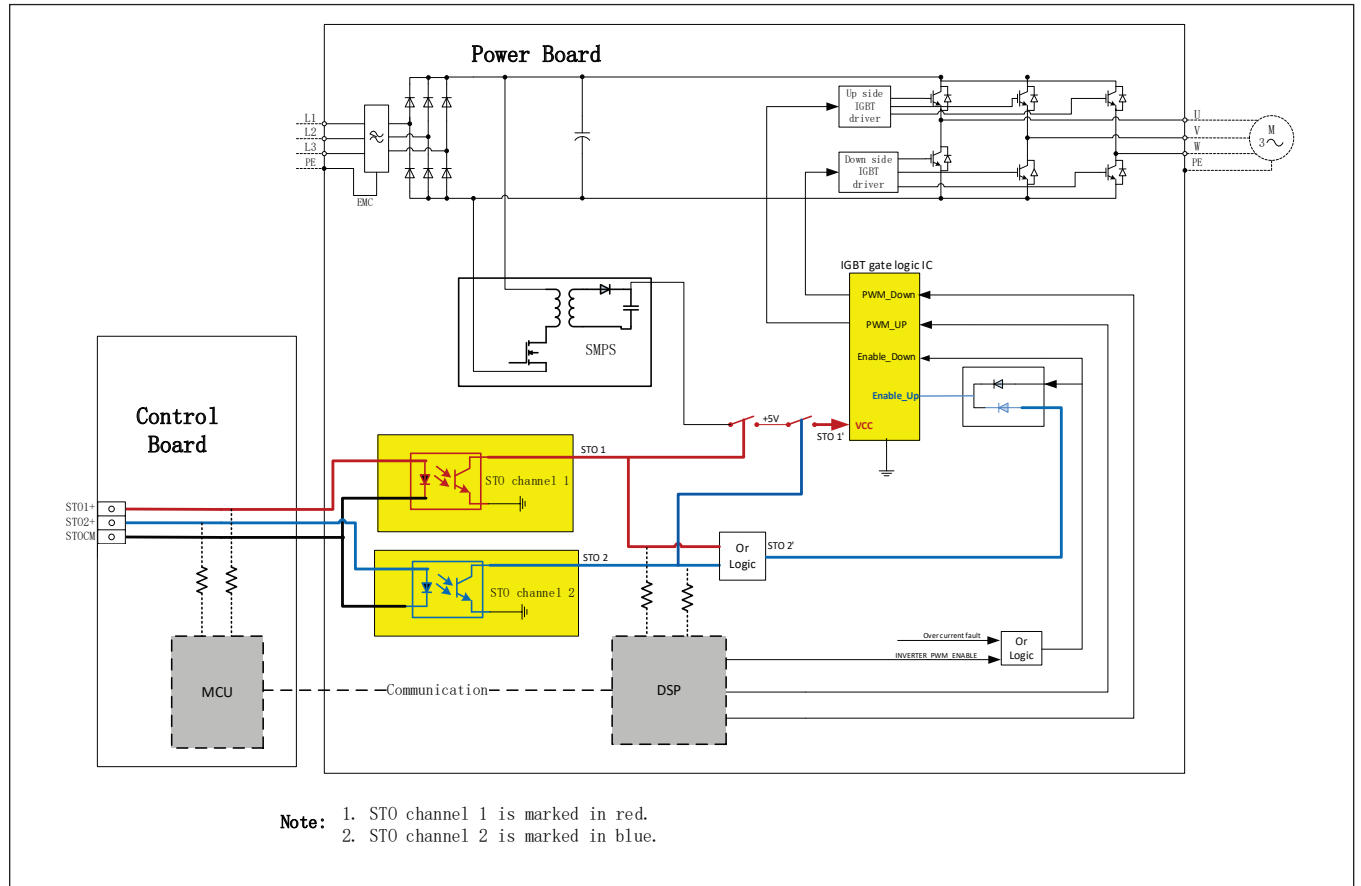 Power Board
L1
L2
L3
PE
EMC
Up side
IGBT
driver
Down side
IGBT
driver
U
V
W
PE
M
3
IGBT gate logic IC
PWM_Down
PWM_UP
Enable_Down
Enable_Up
VCC
SMPS
+5V
STO 1'
Control
Board
STO 1
STO channel 1
STO1+
STO2+
STOCM
STO 2
STO channel 2
Or
Logic
STO 2'
Over current fault
INVERTER PWM ENABLE
Or
Logic
MCU
Communication
DSP
Note: 1. STO channel 1 is marked in red.
2. STO channel 2 is marked in blue.